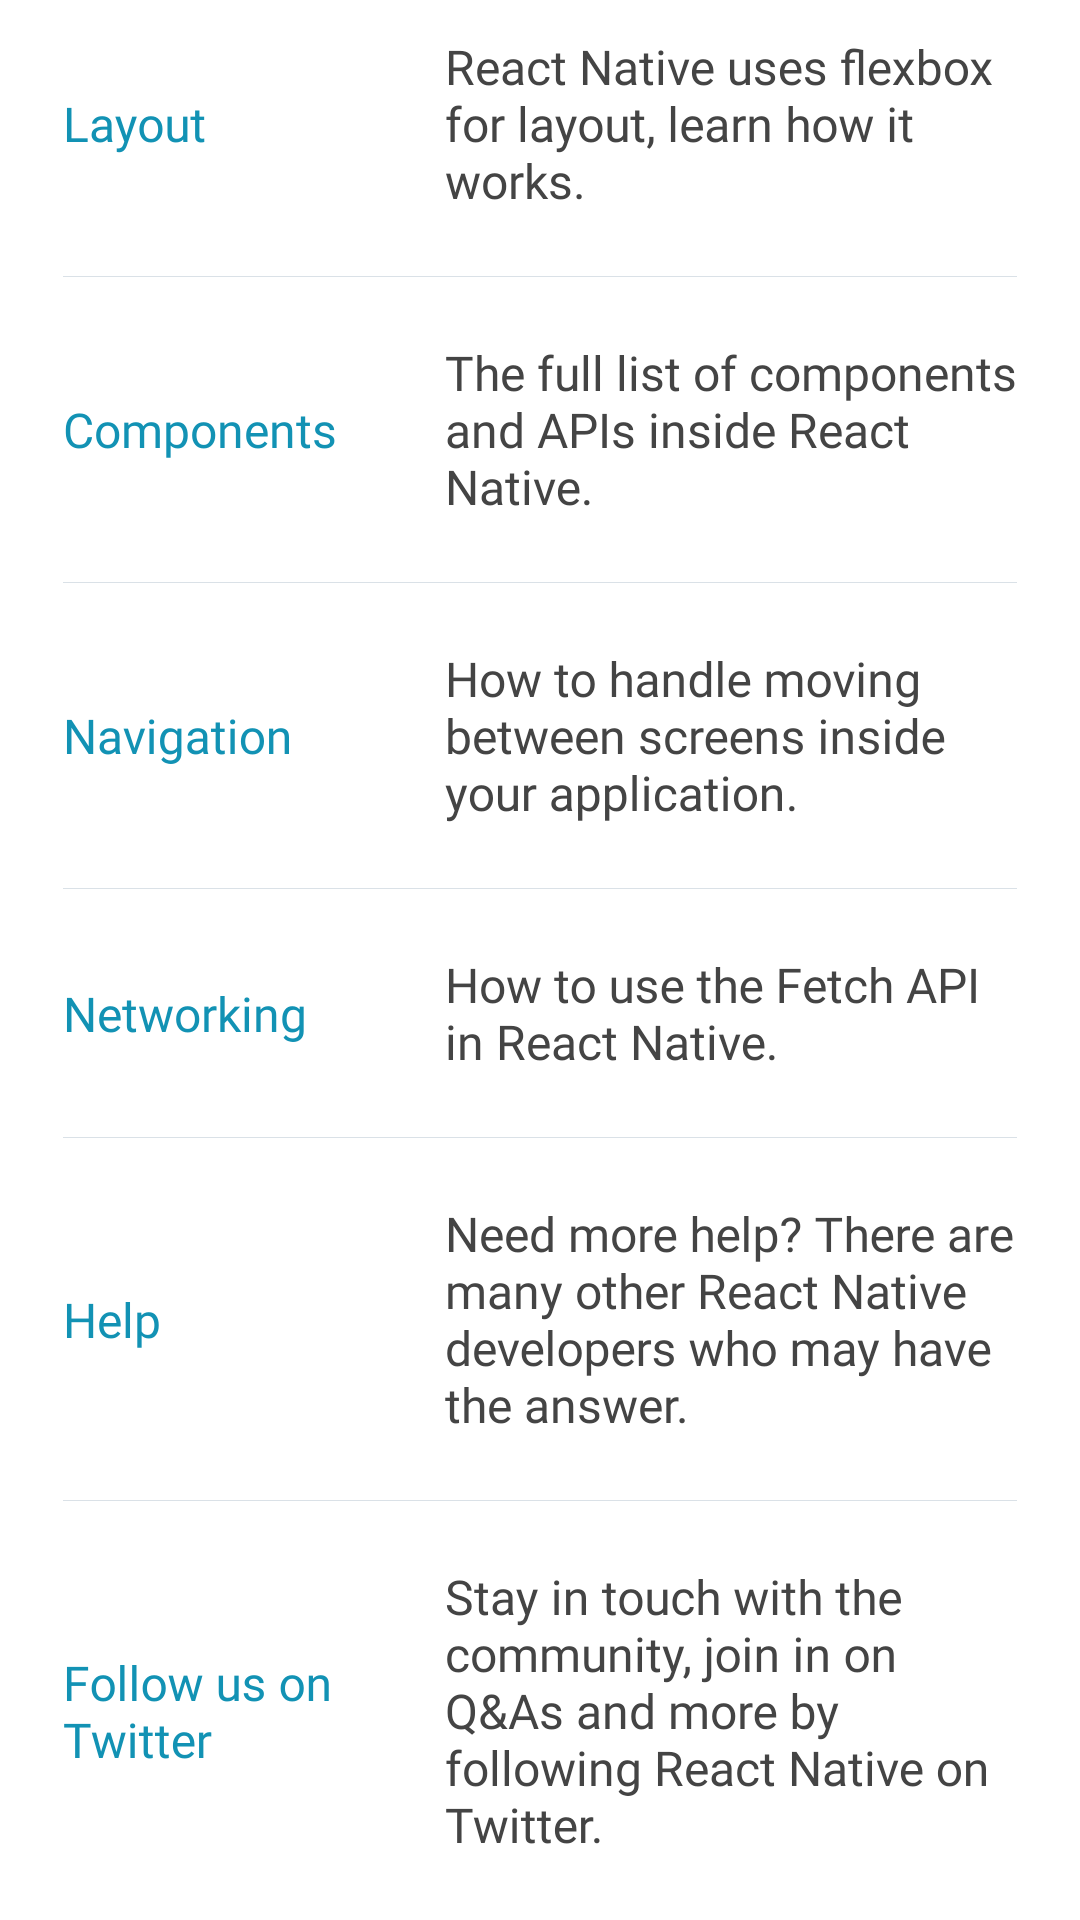 Layout
React Native uses flexbox
for layout, learn how it
works.
Components
The full list of components
and APIs inside React
Native.
Navigation
How to handle moving
between screens inside
your application.
Networking
How to use the Fetch API
in React Native.
Help
Need more help? There are
many other React Native
developers who may have
the answer.
Follow us on
Twitter
Stay in touch with the
community, join in on
Q&As and more by
following React Native on
Twitter.